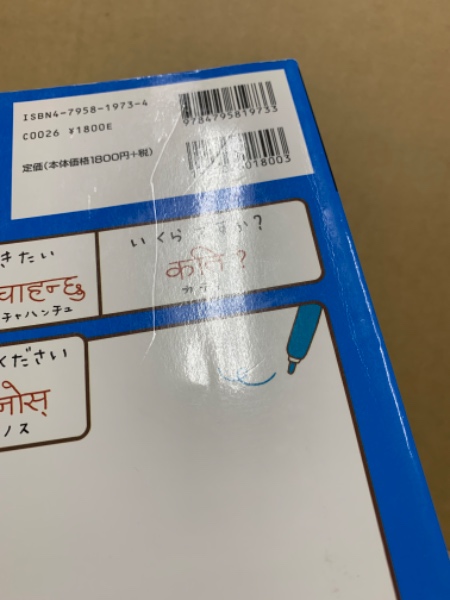 ISBN4-7958-1973-4
C0026 ¥1800E
定価(本体価格1800円+税)
9784795819733
018003
きたい
चाहन्छु
チャハンチュ
いくらですか?
कति?
カティ
ください
नोस्
ノス